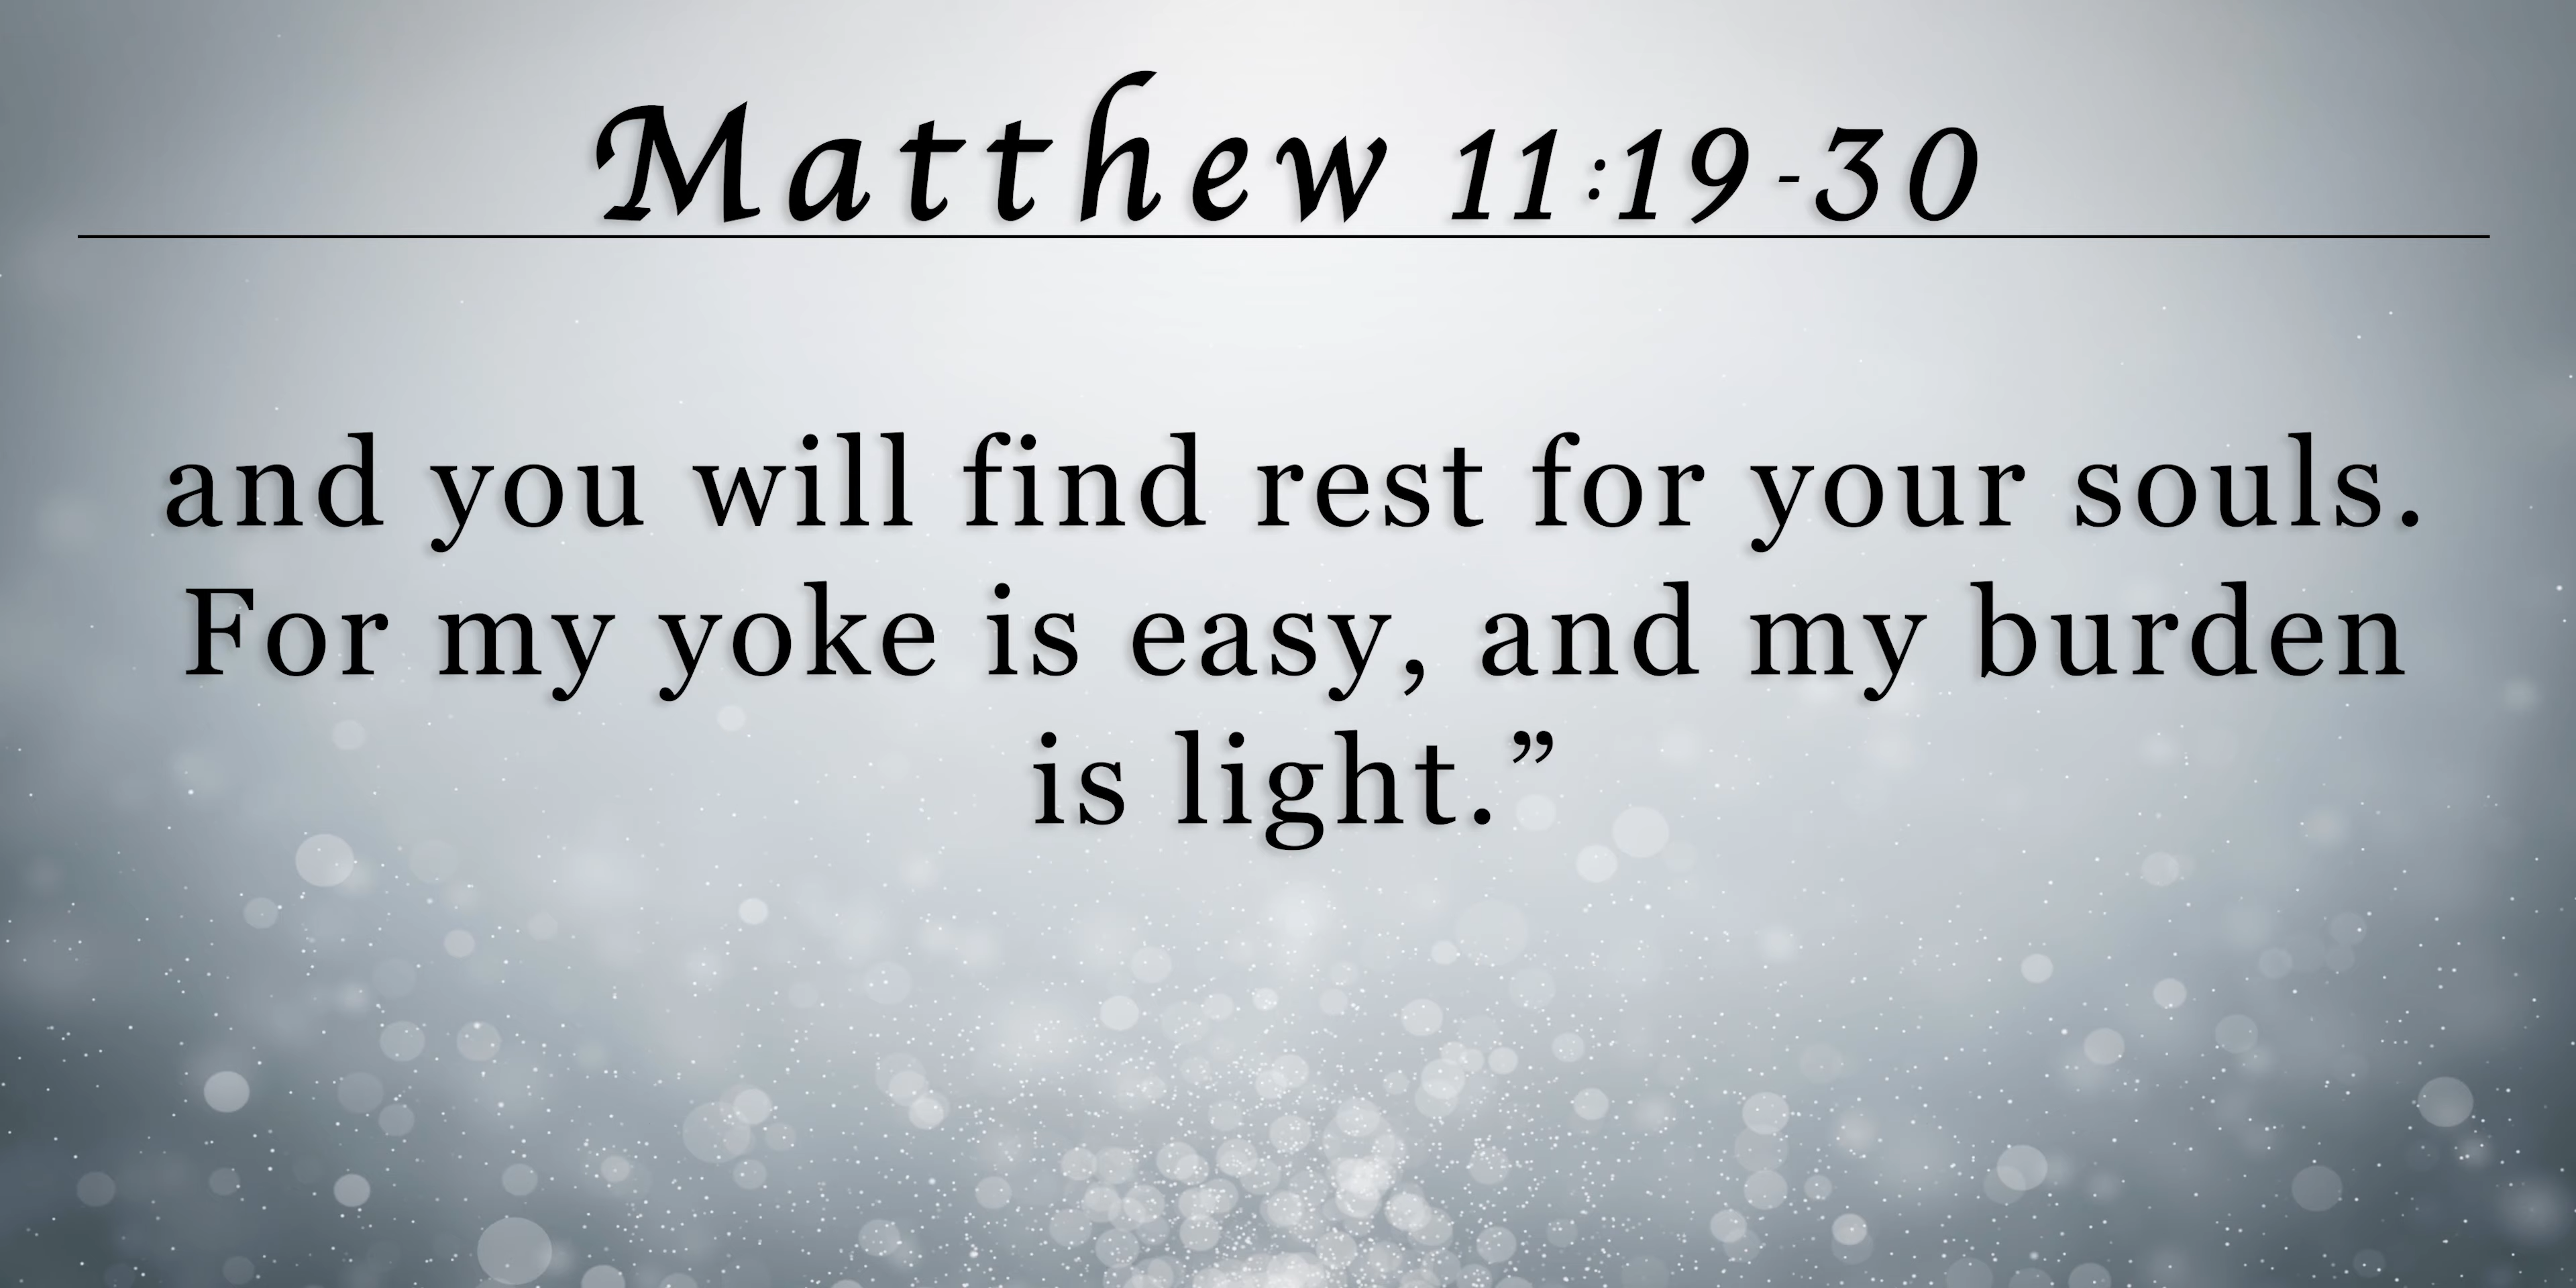 Matthew 11:19-30
and you will find rest for your souls.
For my yoke is easy, and my burden
is light.”